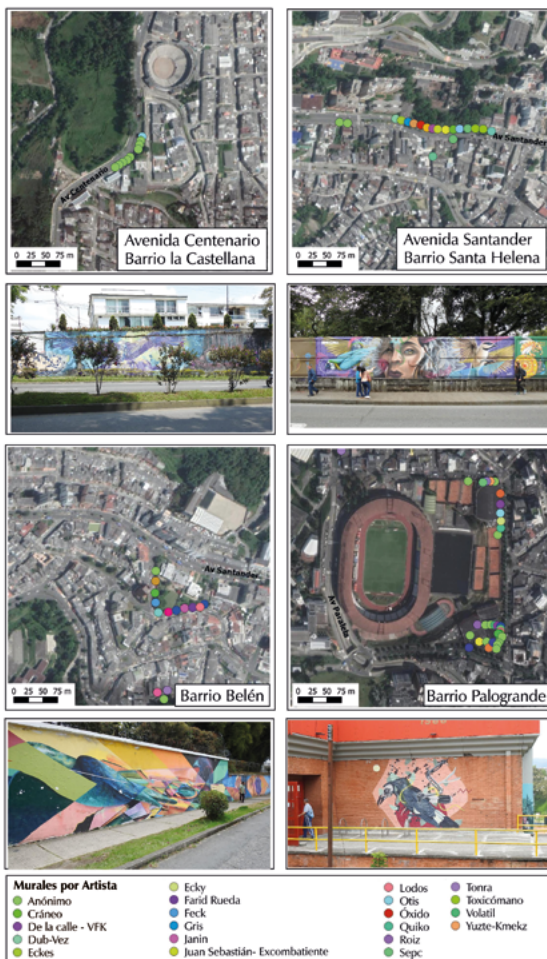 Av Centenario
Avenida Centenario
Barrio la Castellana
0 25 50 75 m
Av Santander
Avenida Santander
Barrio Santa Helena
0 25 50 75 m
Av Santander
Barrio Belén
0 25 50 75 m
Av Paralela
Barrio Palogrande
0 25 50 75 m
Murales por Artista
Anónimo
Cráneo
De la calle - VFK
Dub-Vez
Eckes
Ecky
Farid Rueda
Feck
Gris
Janin
Juan Sebastián- Excombatiente
Lodos
Otis
Óxido
Quiko
Roiz
Sepc
Tonra
Toxicómano
Volatil
Yuzte-Kmekz